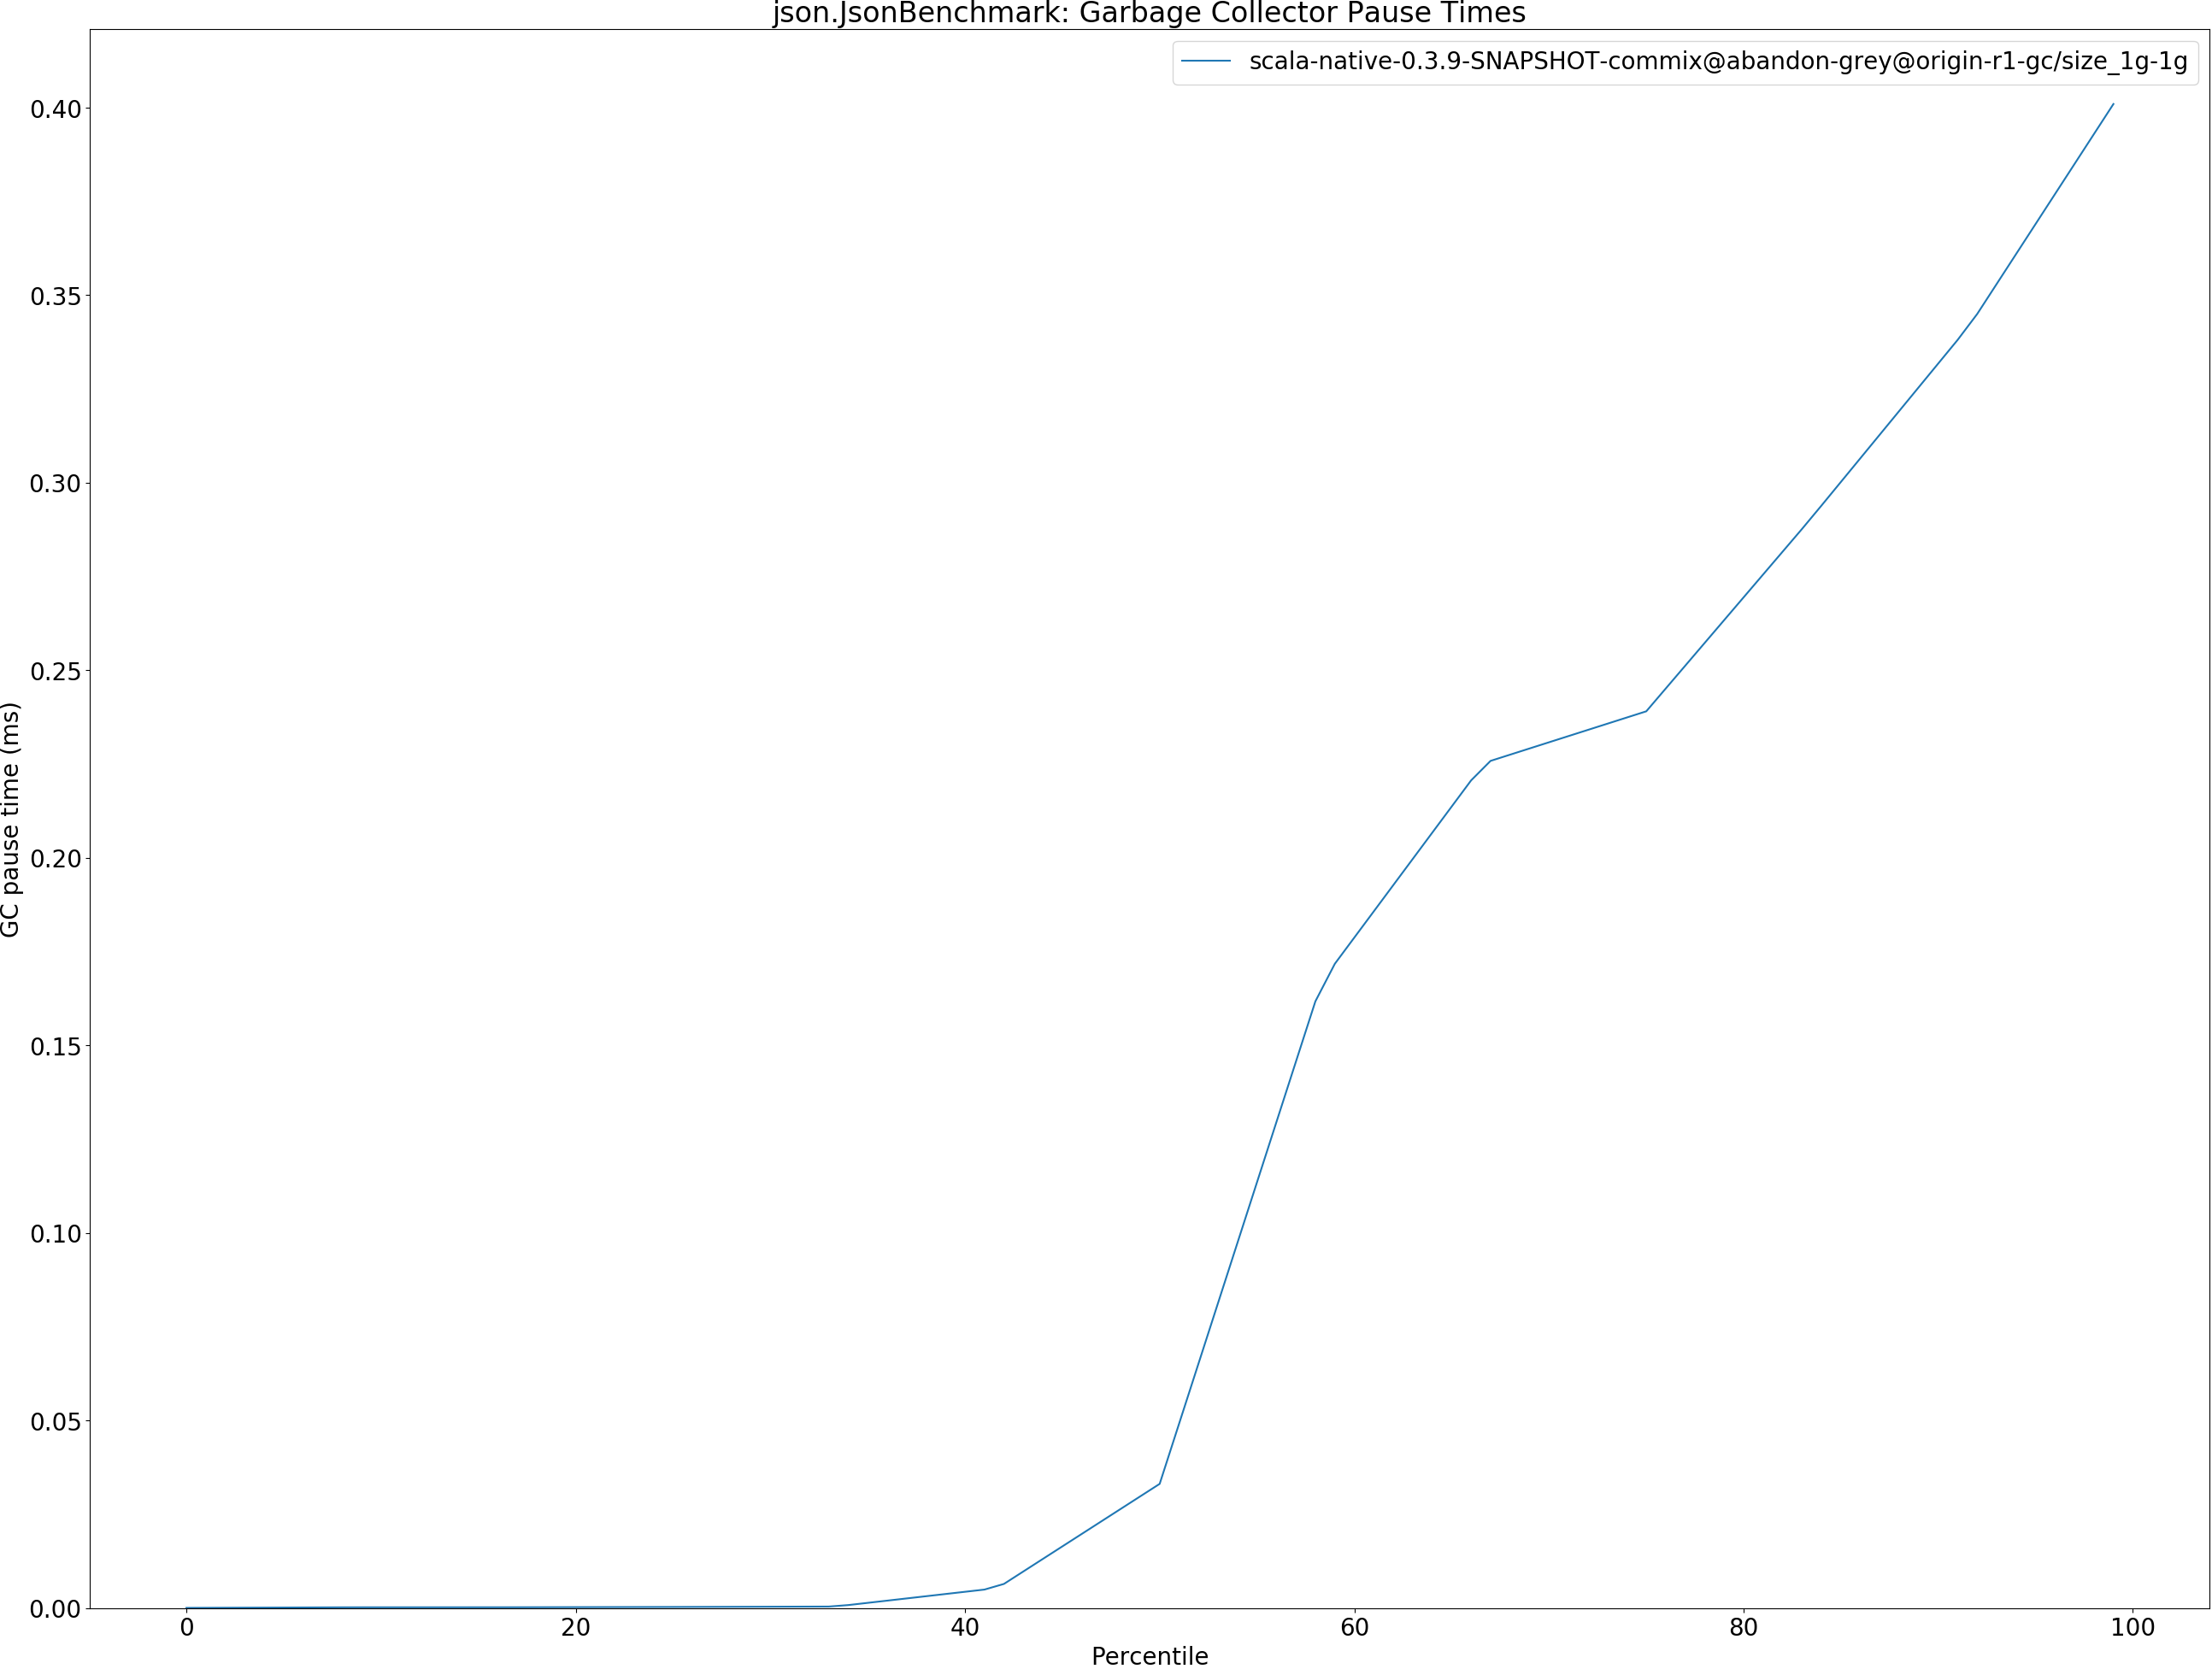 json.JsonBenchmark: Garbage Collector Pause Times
scala-native-0.3.9-SNAPSHOT-commix@abandon-grey@origin-r1-gc/size_1g-1g
GC pause time (ms)
0.40
0.35
0.30
0.25
0.20
0.15
0.10
0.05
0.00
0 20 40 60 80 100
Percentile